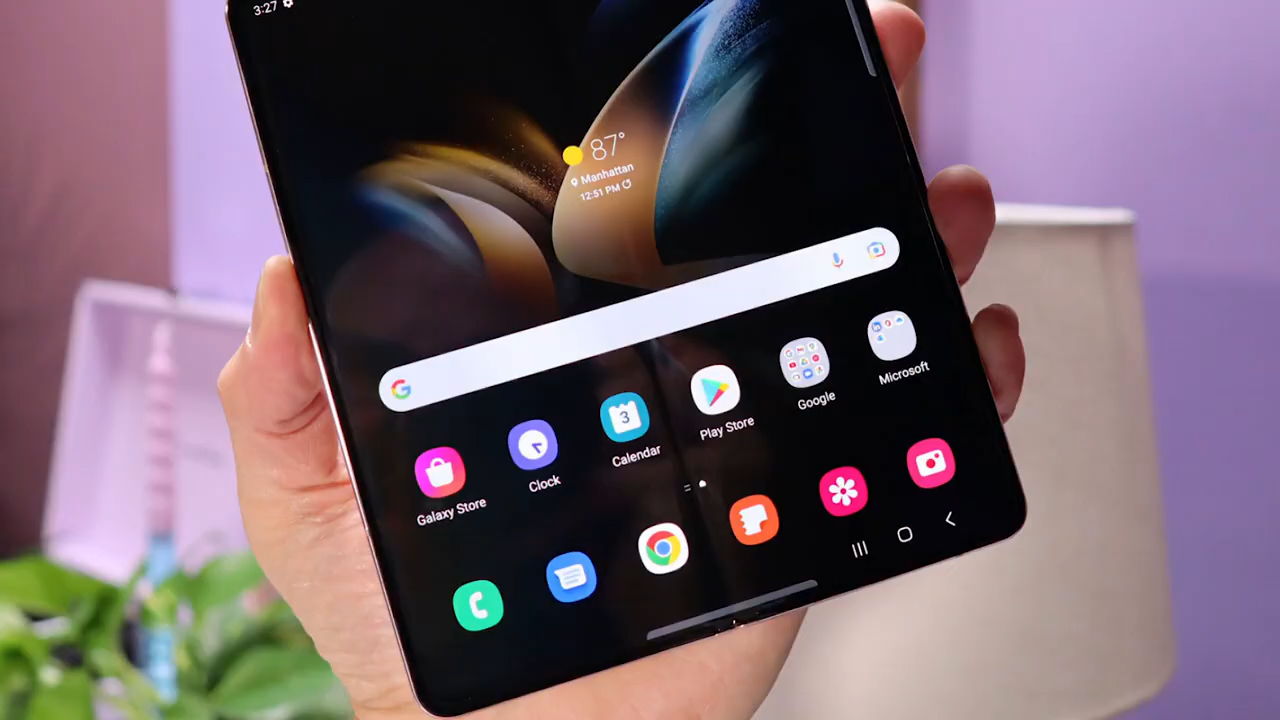 3:27
87°
Manhattan
12:51 PM
G
Galaxy Store
Clock
3
Calendar
Play Store
Google
Microsoft